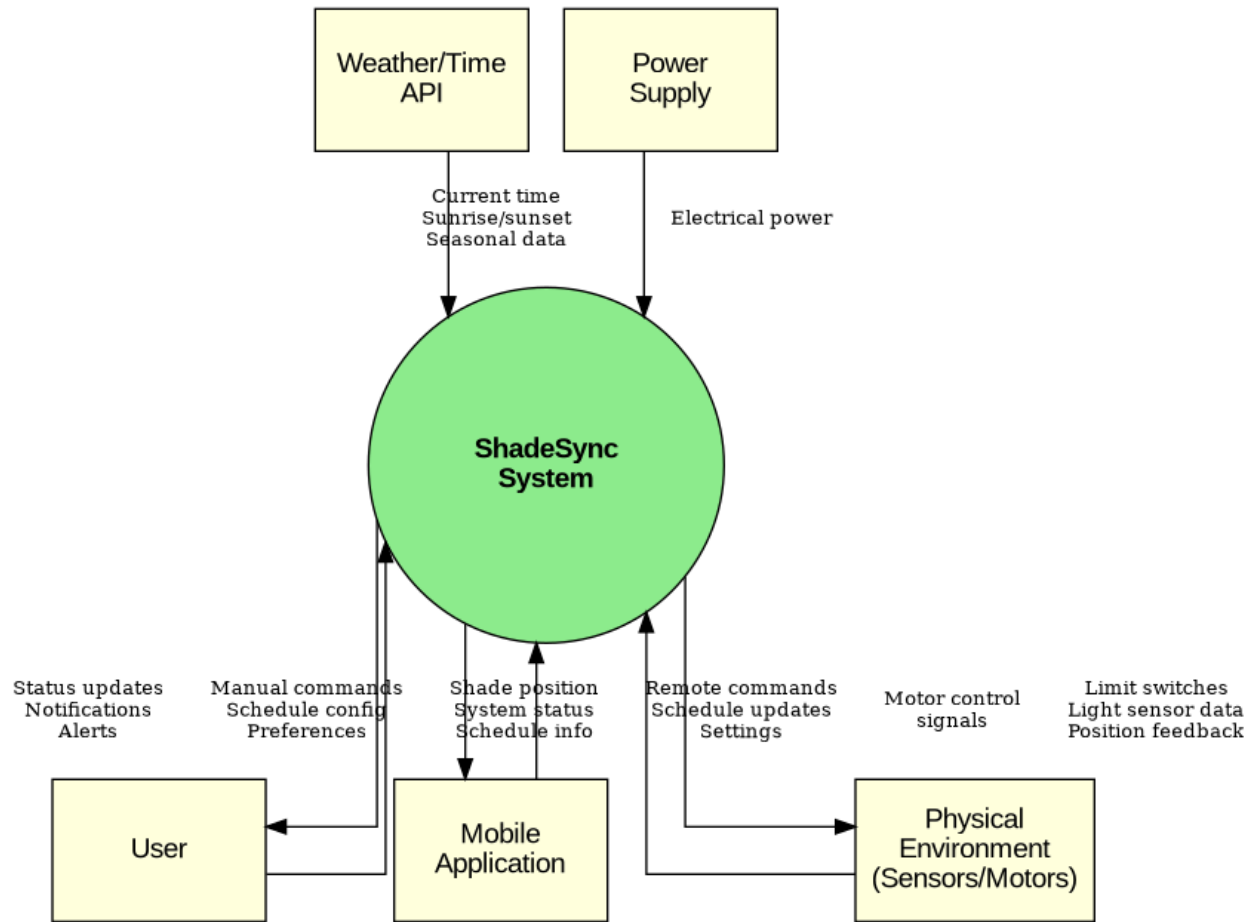 Weather/Time
API
Power
Supply
Current time
Sunrise/sunset
Seasonal data
Electrical power
ShadeSync
System
Status updates
Notifications
Alerts
Manual commands
Schedule config
Preferences
Shade position
System status
Schedule info
Remote commands
Schedule updates
Settings
Motor control
signals
Limit switches
Light sensor data
Position feedback
User
Mobile
Application
Physical
Environment
(Sensors/Motors)